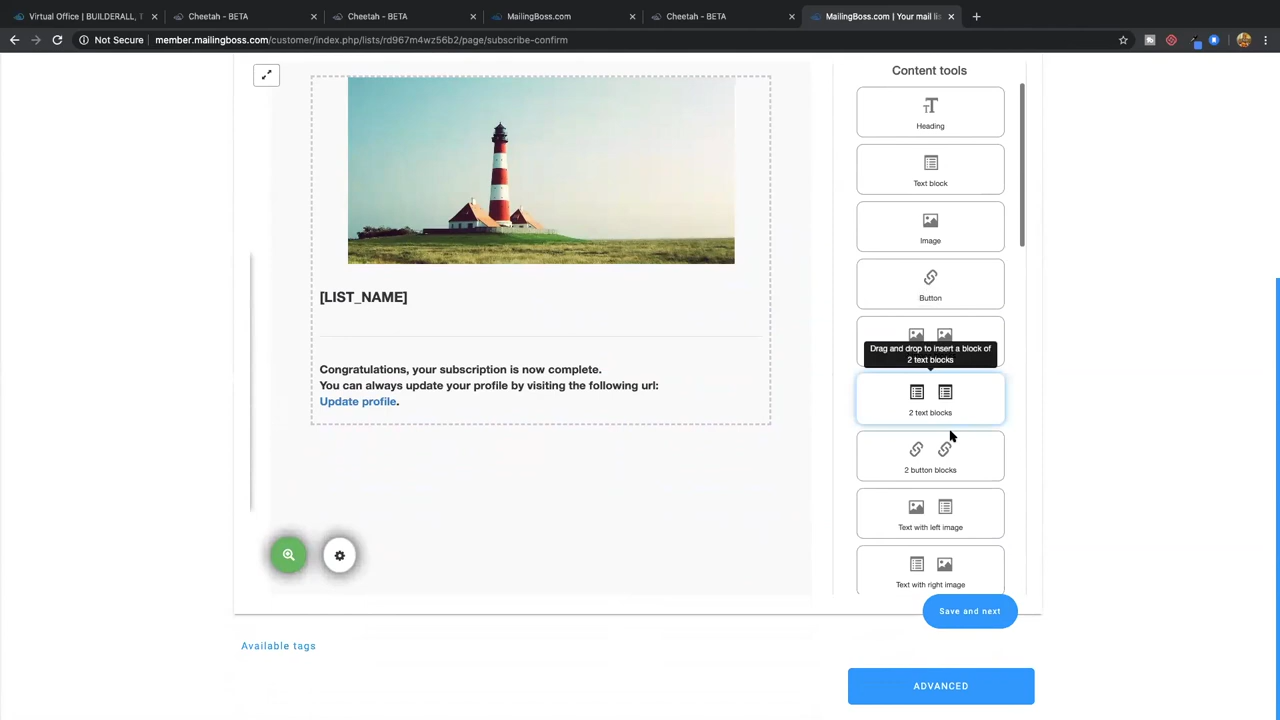 Virtual Office | BUILDERALL, T
Cheetah - BETA
Cheetah - BETA
MailingBoss.com
Cheetah - BETA
MailingBoss.com | Your mail lis
Not Secure
member.mailingboss.com/customer/index.php/lists/rd967m4wz56b2/page/subscribe-confirm
Content tools
Heading
Text block
Image
Button
Drag and drop to insert a block of
2 text blocks
2 text blocks
2 button blocks
Text with left image
Text with right image
[LIST_NAME]
Congratulations, your subscription is now complete.
You can always update your profile by visiting the following url:
Update profile.
Save and next
Available tags
ADVANCED